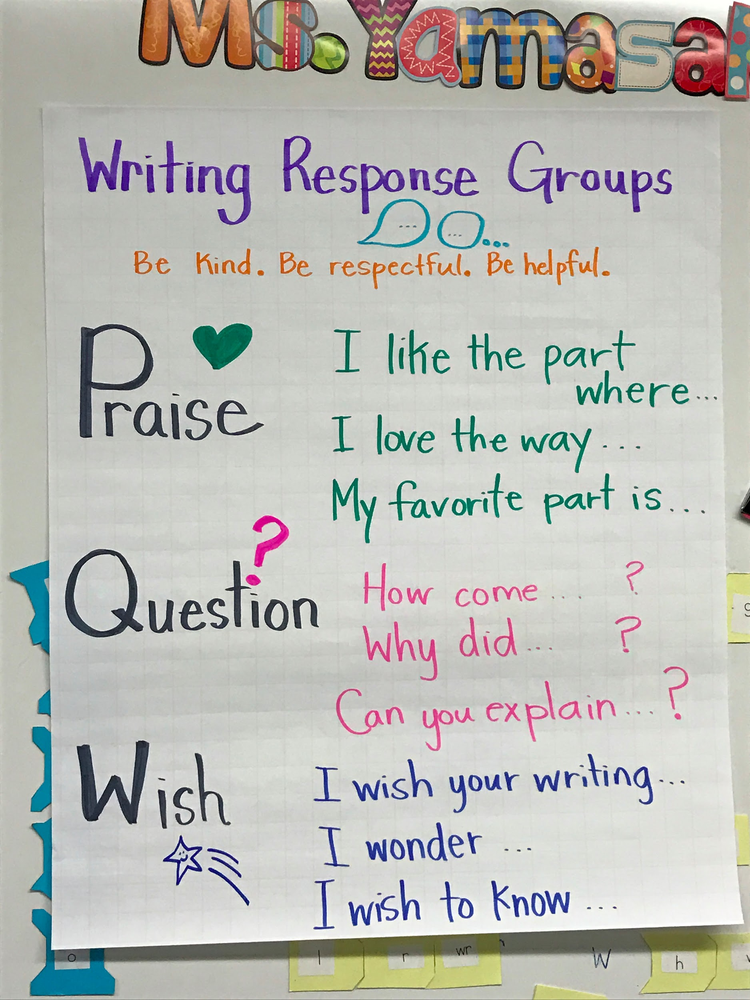 Ms. Yamasa
Writing Response Groups
... ...
Be Kind. Be respectful. Be helpful.
Praise
I like the part
where...
I love the way...
My favorite part is...
?
Question
How come... ?
Why did... ?
Can you explain...?
Wish
I wish your writing...
I wonder ...
I wish to know ...
g
o
l
r
wr
W
h